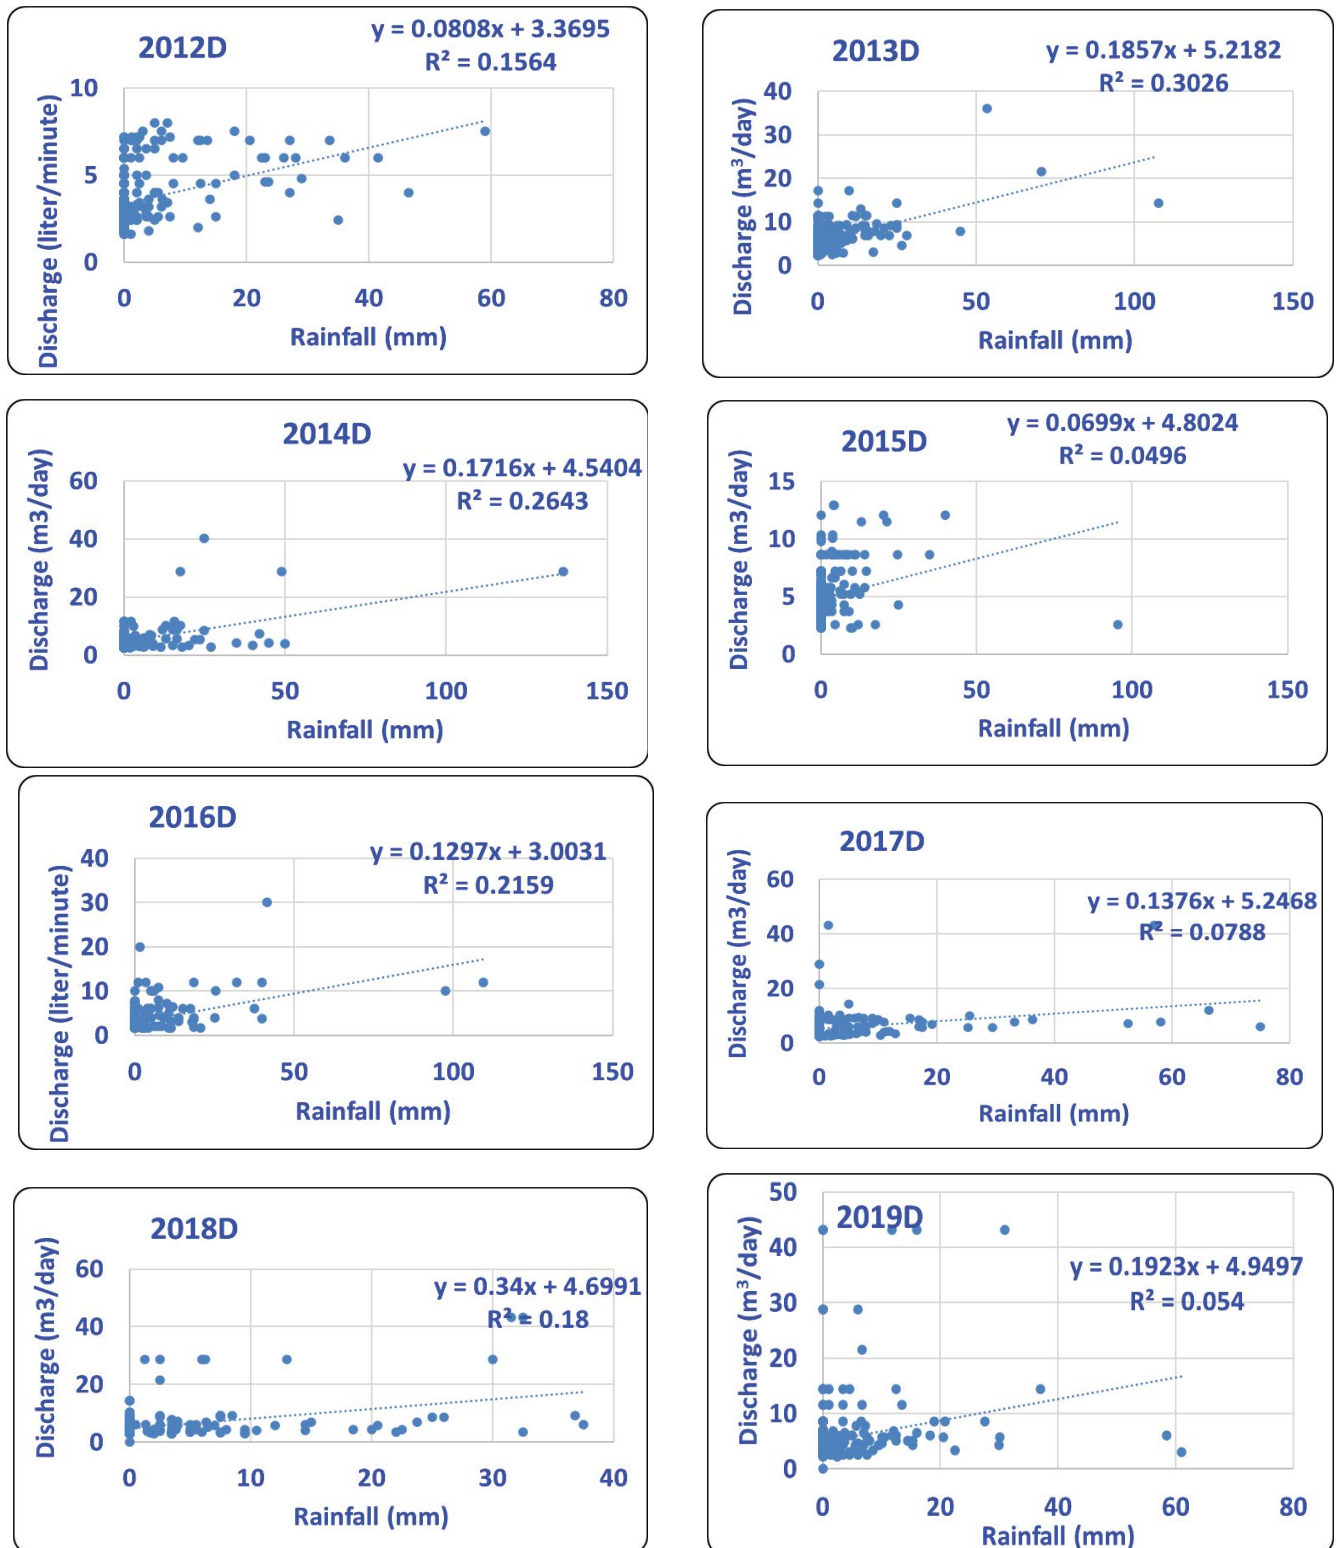 2012D
y = 0.0808x + 3.3695
R² = 0.1564
Discharge (liter/minute)
10
5
0
0 20 40 60 80
Rainfall (mm)
2013D
y = 0.1857x + 5.2182
R² = 0.3026
Discharge (m³/day)
40
30
20
10
0
0 50 100 150
Rainfall (mm)
2014D
y = 0.1716x + 4.5404
R² = 0.2643
Discharge (m3/day)
60
40
20
0
0 50 100 150
Rainfall (mm)
2015D
y = 0.0699x + 4.8024
R² = 0.0496
Discharge (m3/day)
15
10
5
0
0 50 100 150
Rainfall (mm)
2016D
y = 0.1297x + 3.0031
R² = 0.2159
Discharge (liter/minute)
40
30
20
10
0
0 50 100 150
Rainfall (mm)
2017D
y = 0.1376x + 5.2468
R² = 0.0788
Discharge (m3/day)
60
40
20
0
0 20 40 60 80
Rainfall (mm)
2018D
y = 0.34x + 4.6991
R² = 0.18
Discharge (m3/day)
60
40
20
0
0 10 20 30 40
Rainfall (mm)
2019D
y = 0.1923x + 4.9497
R² = 0.054
Discharge (m³/day)
50
40
30
20
10
0
0 20 40 60 80
Rainfall (mm)